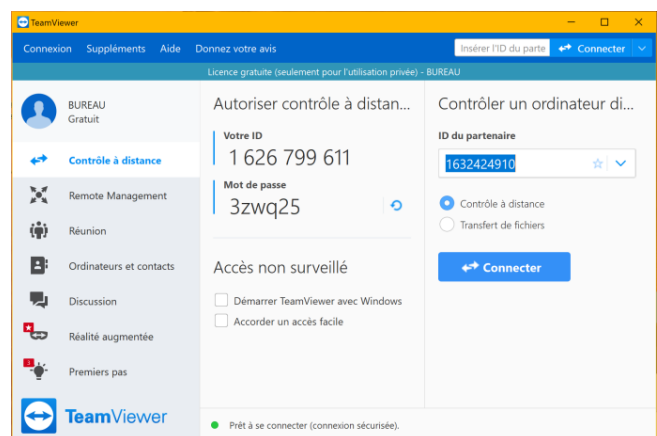 TeamViewer
Connexion Suppléments Aide Donnez votre avis
Insérer l'ID du parte
Connecter
Licence gratuite (seulement pour l'utilisation privée) - BUREAU
BUREAU
Gratuit
Contrôle à distance
Remote Management
Réunion
Ordinateurs et contacts
Discussion
Réalité augmentée
3
Premiers pas
TeamViewer
Autoriser contrôle à distan...
Votre ID
1 626 799 611
Mot de passe
3zwq25
Accès non surveillé
Démarrer TeamViewer avec Windows
Accorder un accès facile
Contrôler un ordinateur di...
ID du partenaire
1632424910
Contrôle à distance
Transfert de fichiers
Connecter
Prêt à se connecter (connexion sécurisée).